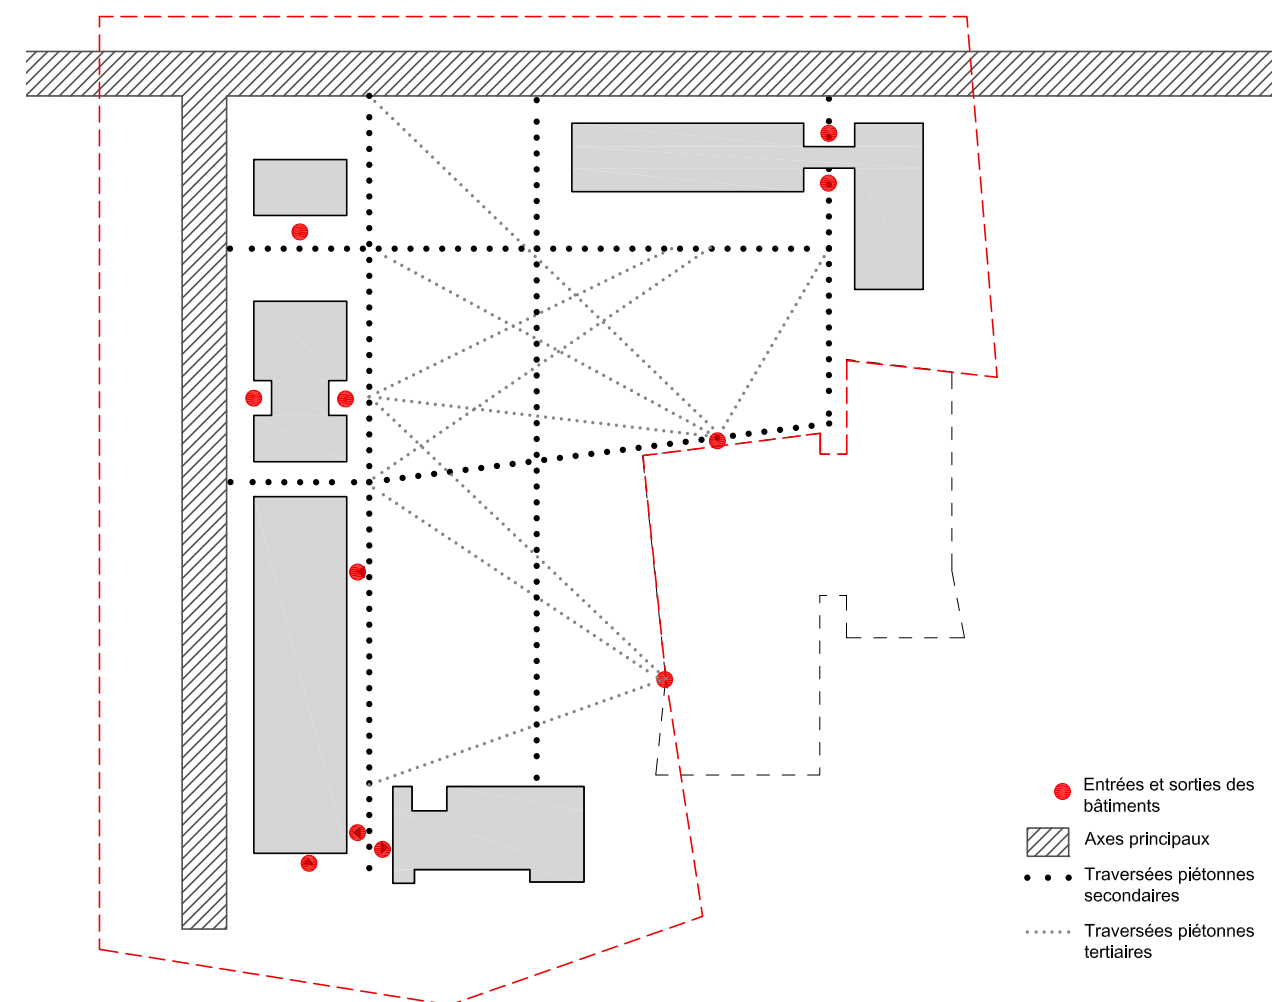 Entrées et sorties des
bâtiments
Axes principaux
Traversées piétonnes
secondaires
Traversées piétonnes
tertiaires